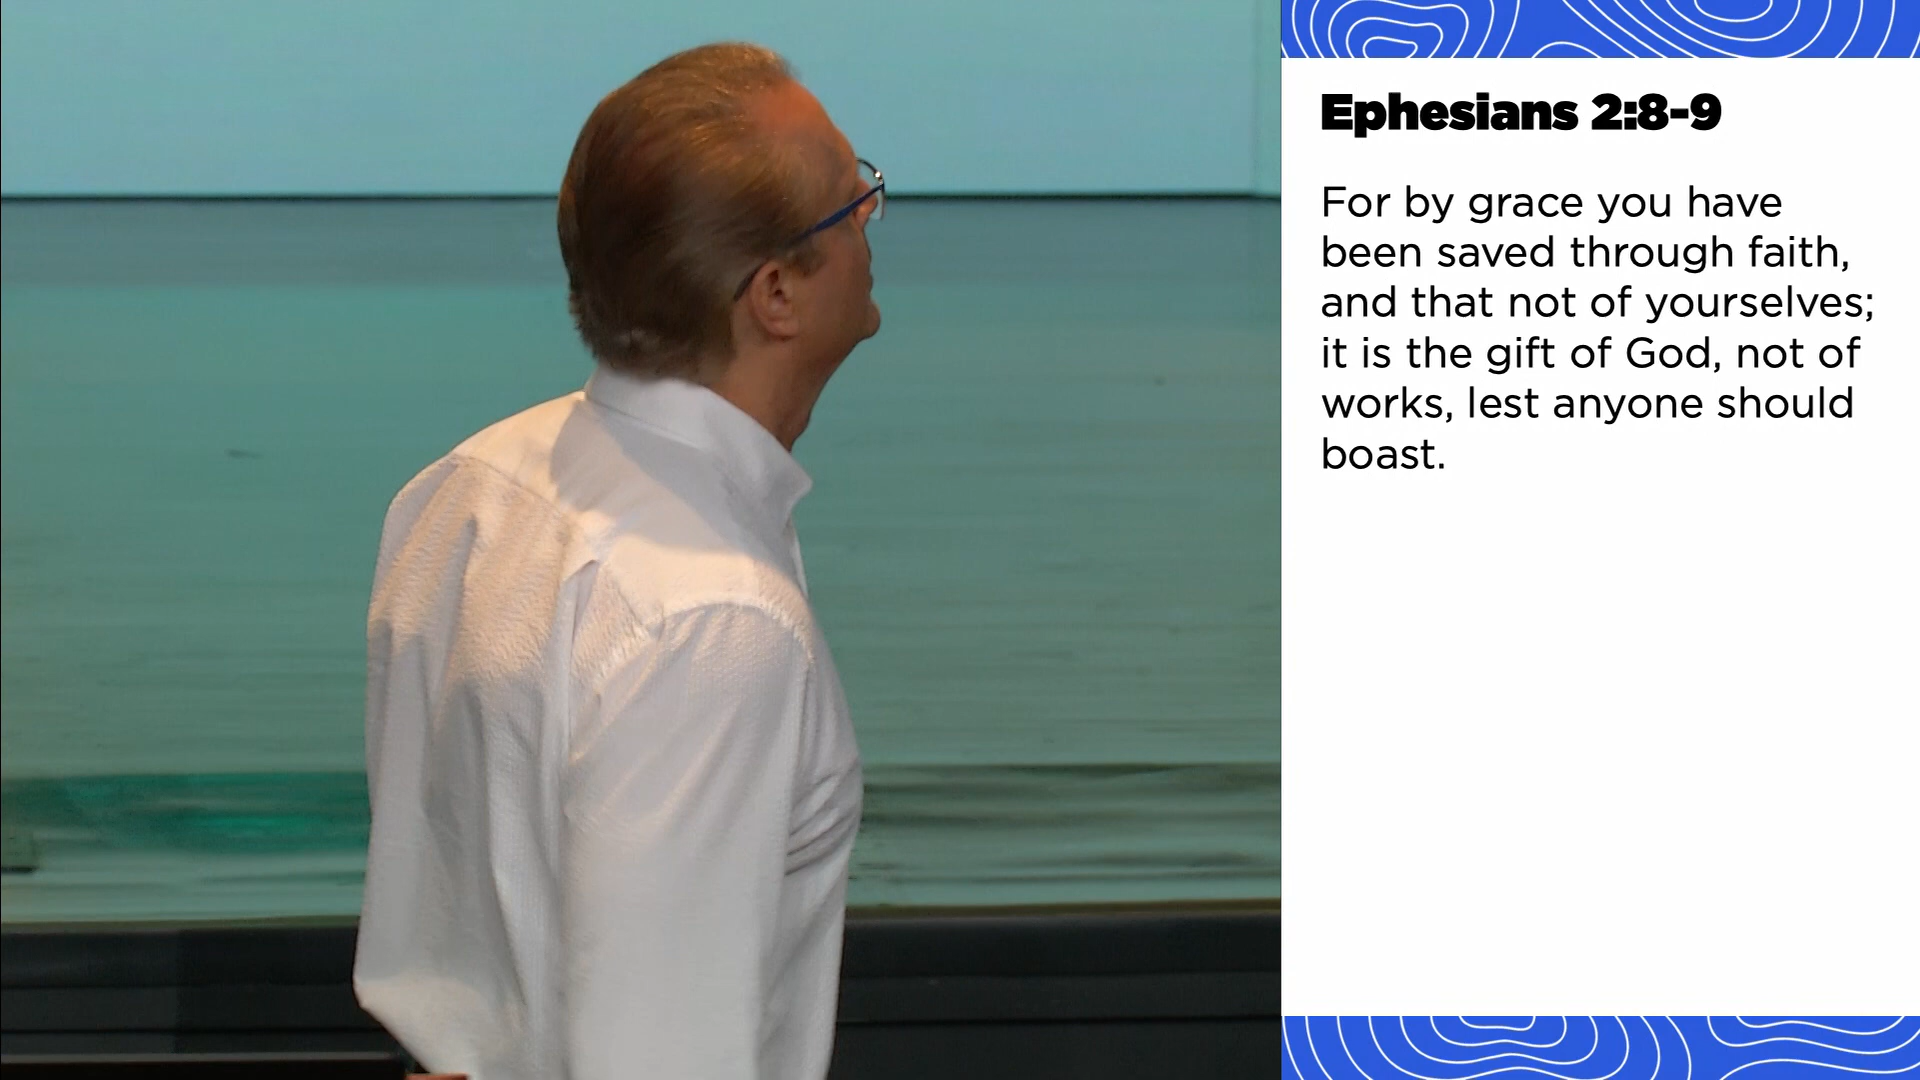 Ephesians 2:8-9
For by grace you have
been saved through faith,
and that not of yourselves;
it is the gift of God, not of
works, lest anyone should
boast.